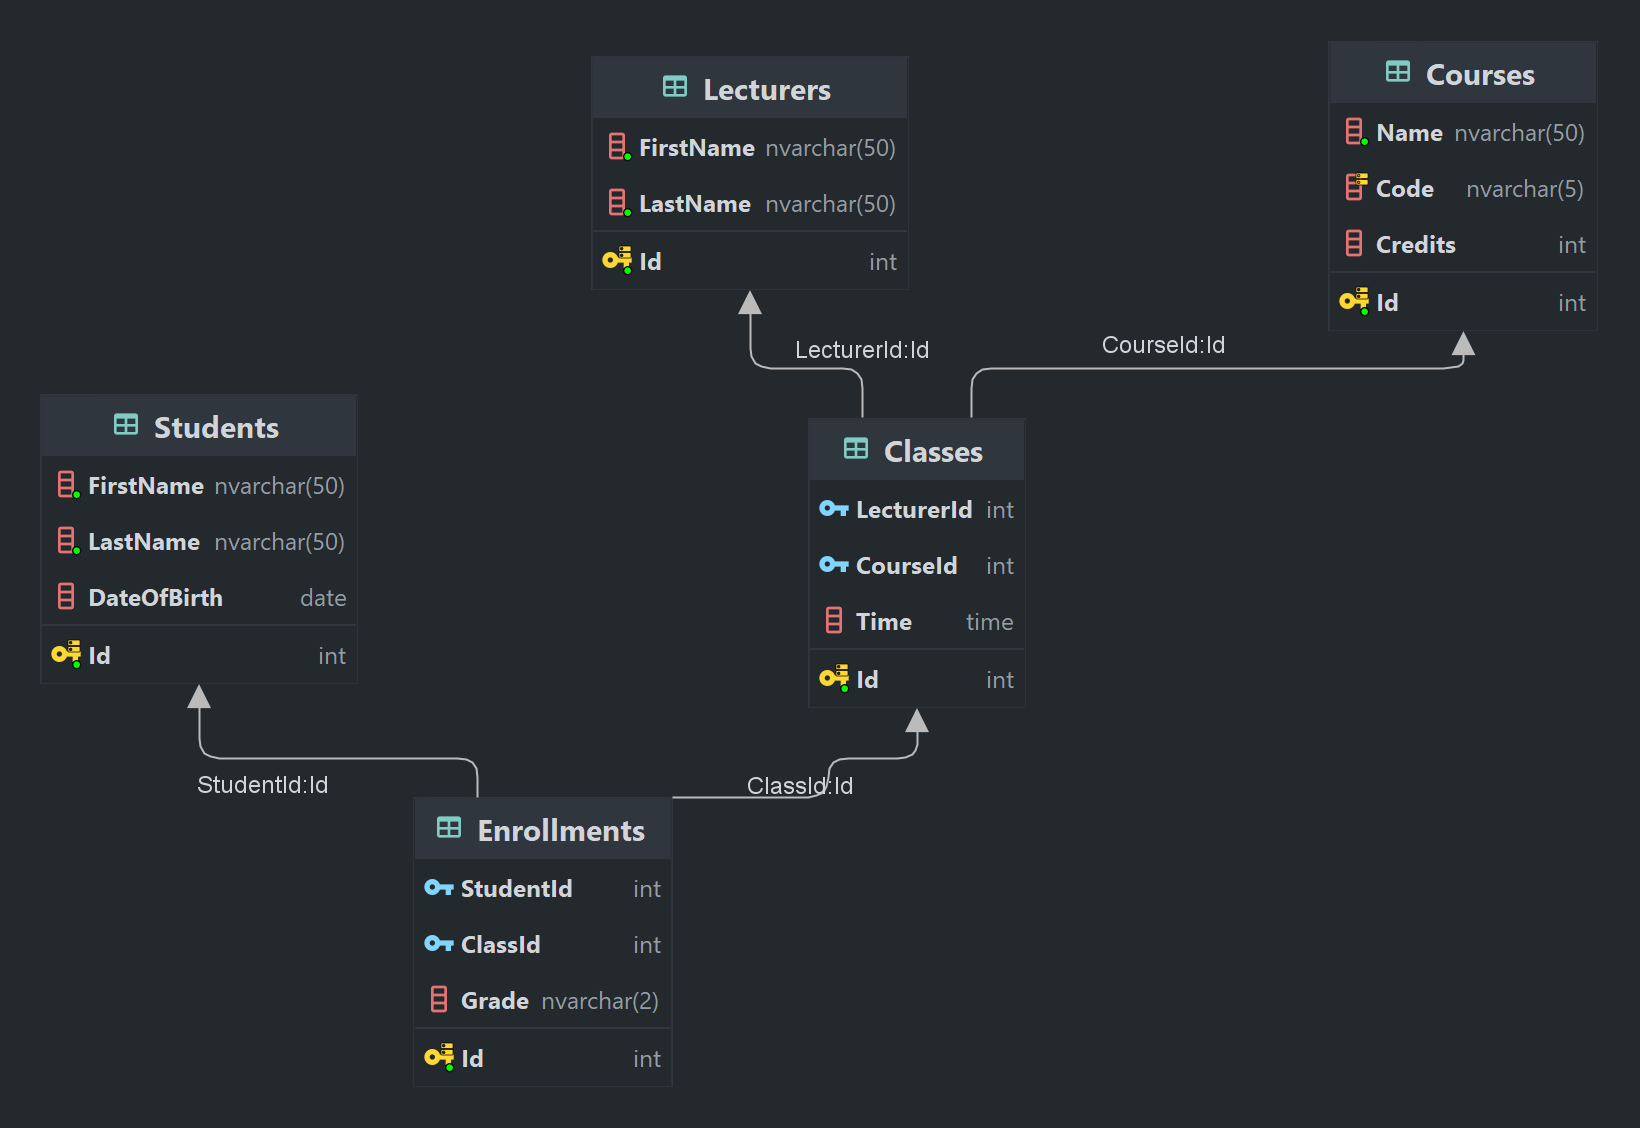 Lecturers
FirstName nvarchar(50)
LastName nvarchar(50)
Id int
Courses
Name nvarchar(50)
Code nvarchar(5)
Credits int
Id int
LecturerId:Id
CourseId:Id
Students
FirstName nvarchar(50)
LastName nvarchar(50)
DateOfBirth date
Id int
Classes
LecturerId int
CourseId int
Time time
Id int
StudentId:Id
ClassId:Id
Enrollments
StudentId int
ClassId int
Grade nvarchar(2)
Id int